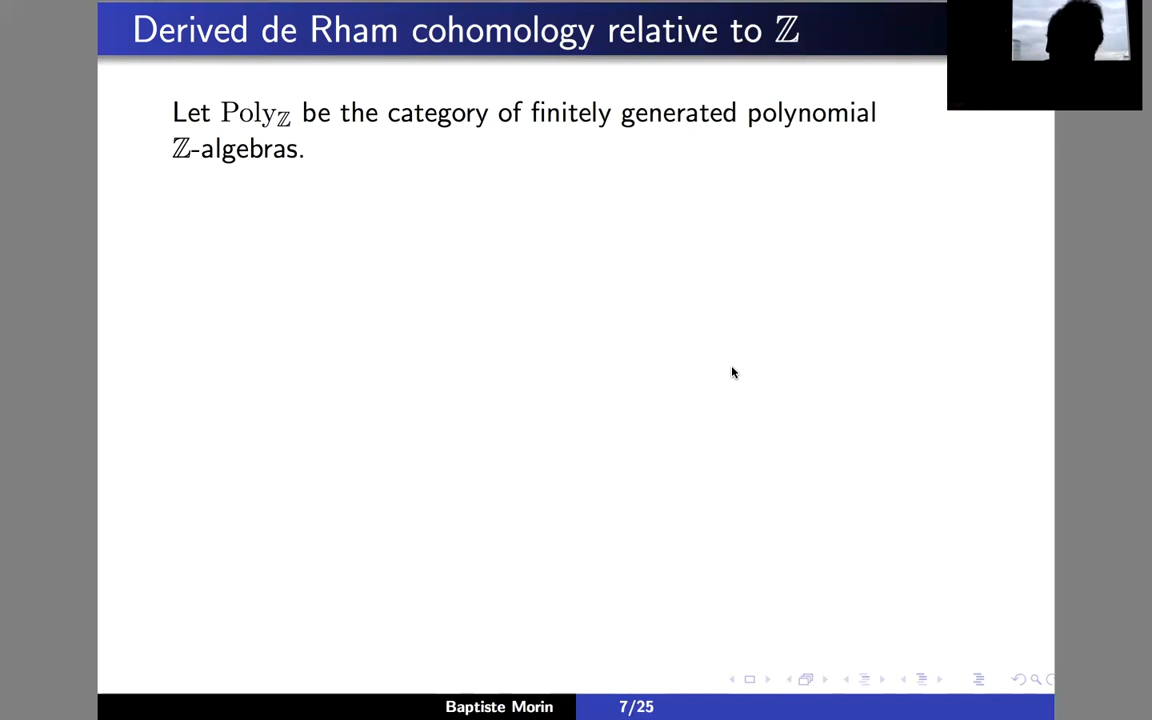 Derived de Rham cohomology relative to ℤ
Let Poly_ℤ be the category of finitely generated polynomial
ℤ-algebras.
Baptiste Morin 7/25